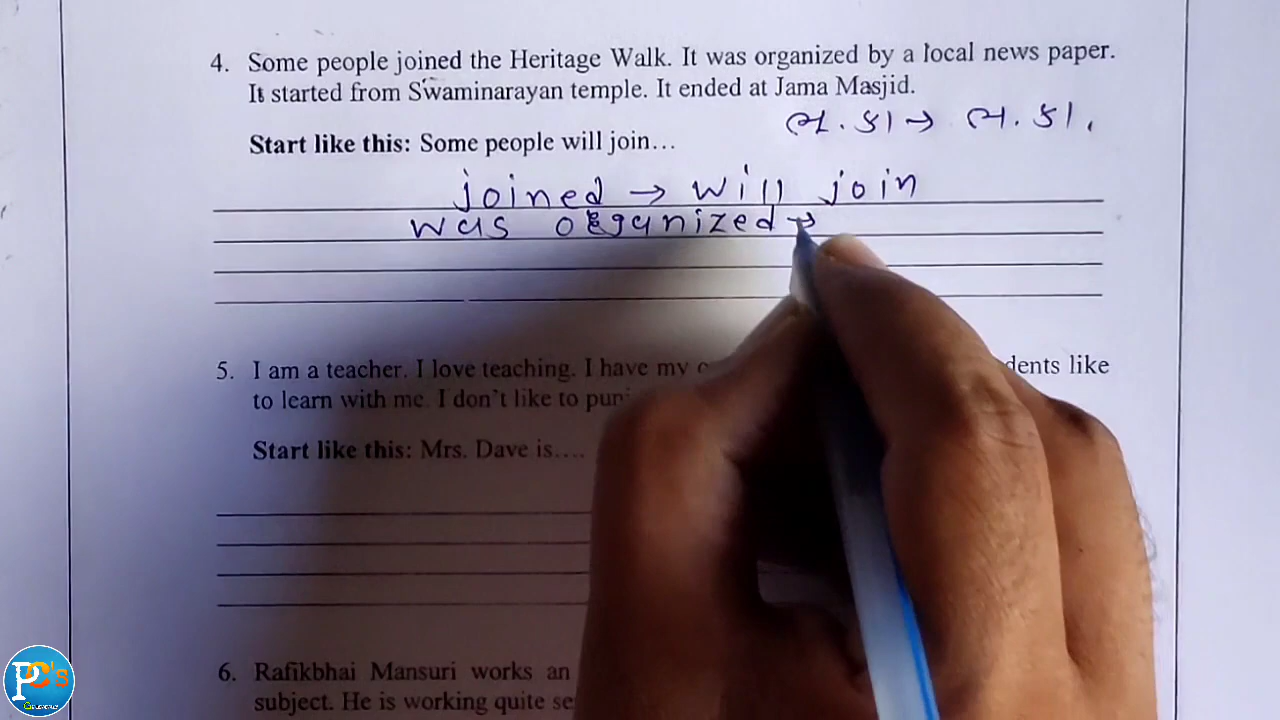 4. Some people joined the Heritage Walk. It was organized by a local news paper.
It started from Swaminarayan temple. It ended at Jama Masjid.
ભૂ.કા → ભ.કા.
Start like this: Some people will join…
joined → will join
was organized →
5. I am a teacher. I love teaching. I have my
like
to learn with me. I don't like to
Start like this: Mrs. Dave is….
6. Rafikbhai Mansuri works an
subject. He is working quite
PC's